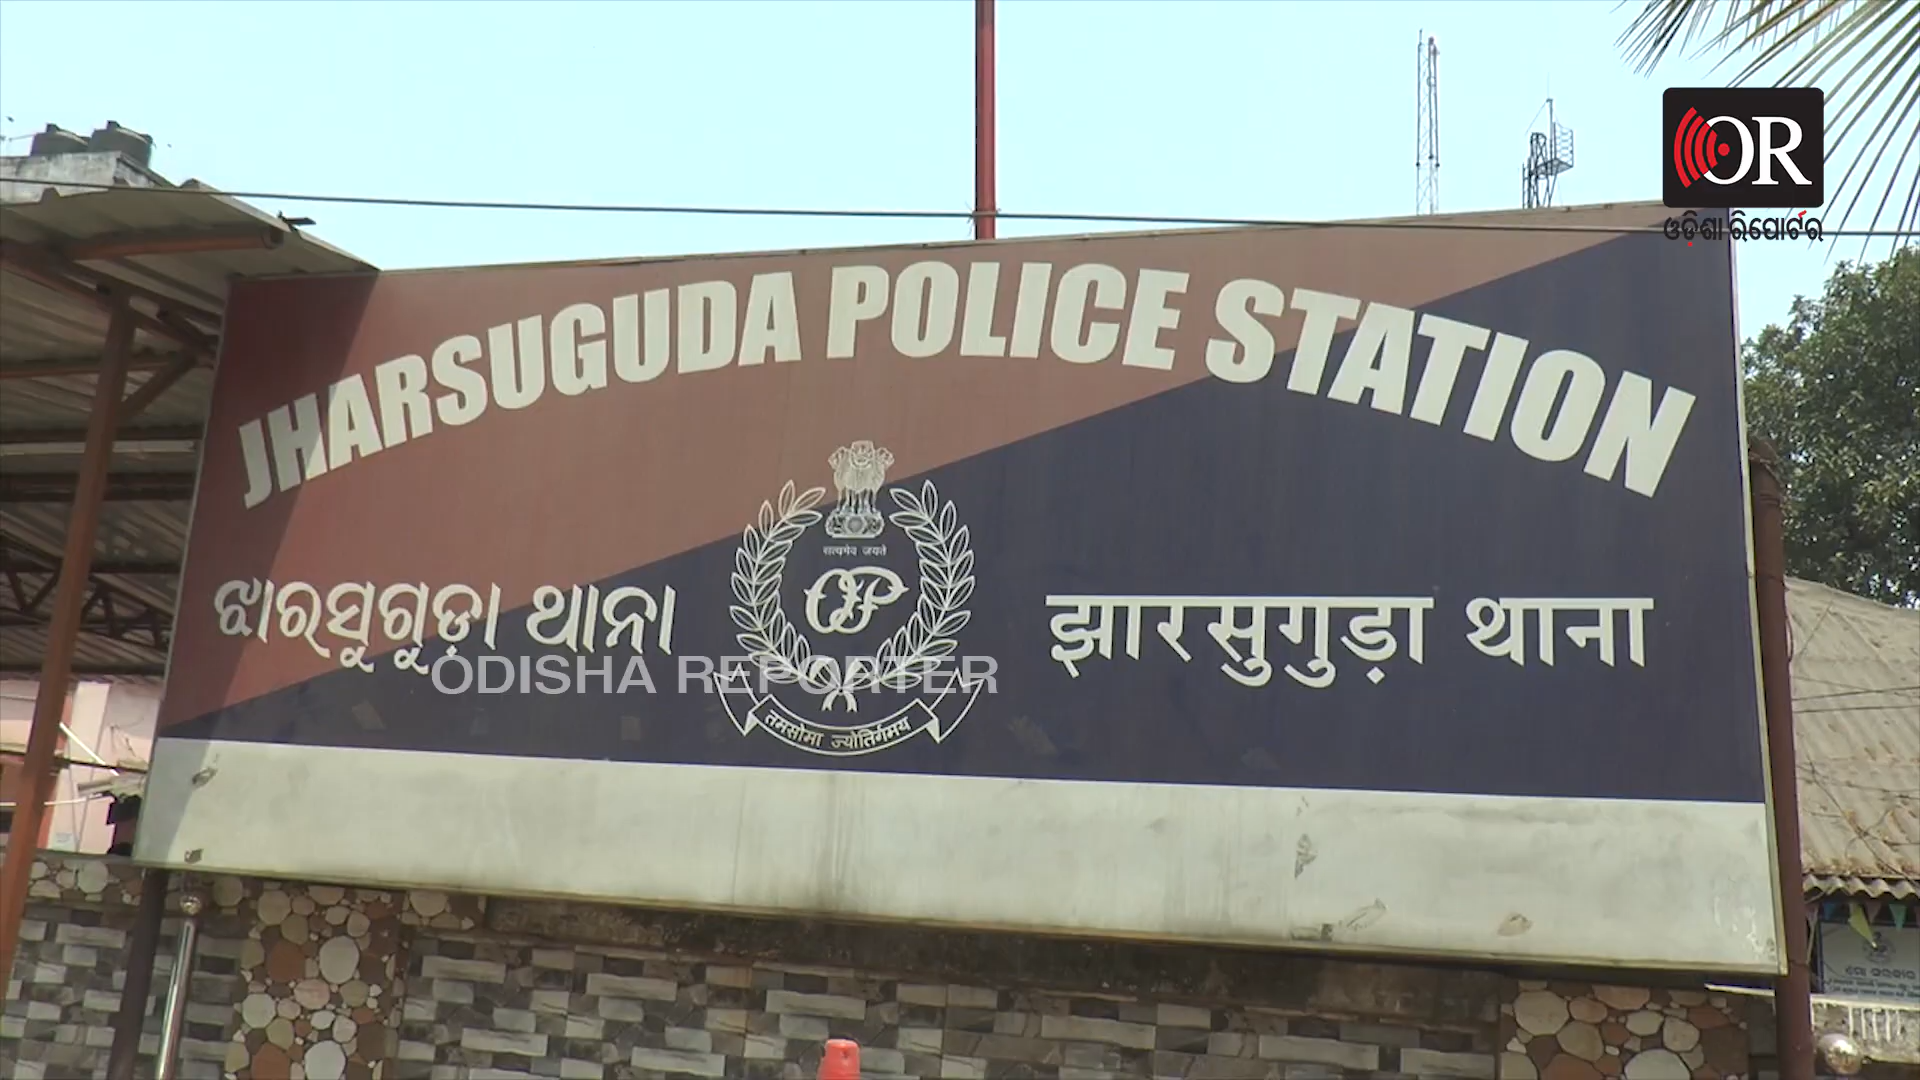 OR
ଓଡ଼ିଶା ରିପୋର୍ଟର
JHARSUGUDA POLICE STATION
सत्यमेव जयते
OP
ଝାରସୁଗୁଡ଼ା ଥାନା
झारसुगुड़ा थाना
ODISHA REPORTER
तमसोमा ज्योतिर्गमय